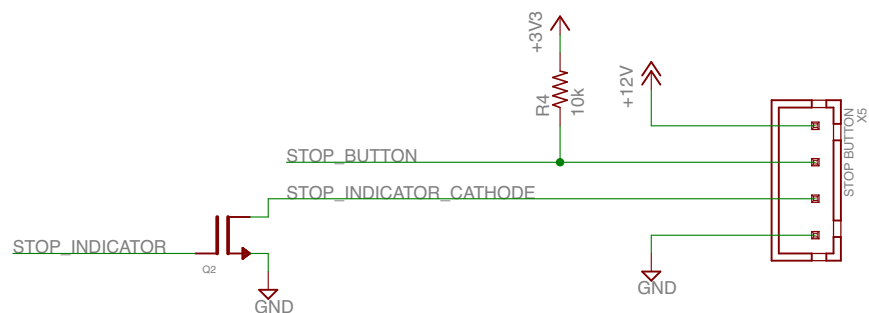 +3V3
R4
10k
+12V
X5
STOP BUTTON
STOP_BUTTON
STOP_INDICATOR_CATHODE
STOP_INDICATOR
Q2
GND
GND